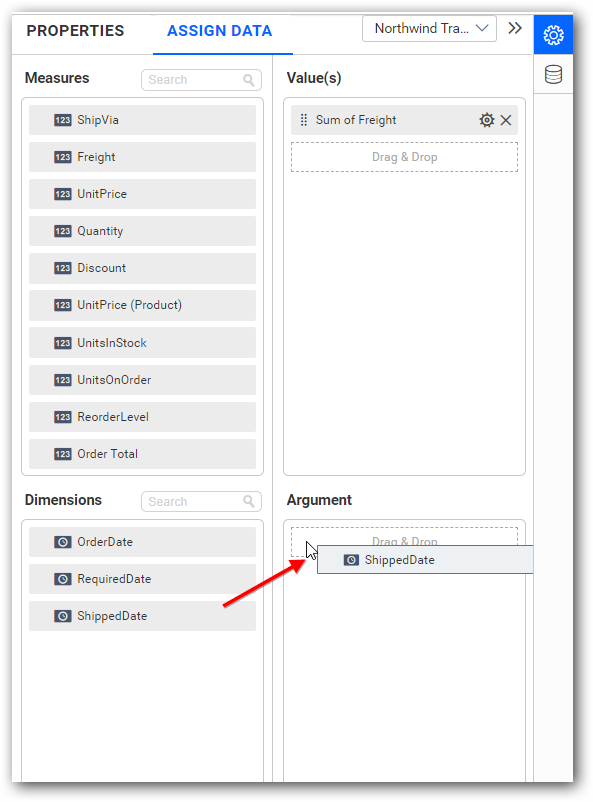 PROPERTIES
ASSIGN DATA
Northwind Tra...
Measures
Search
123 ShipVia
123 Freight
123 UnitPrice
123 Quantity
123 Discount
123 UnitPrice (Product)
123 UnitsInStock
123 UnitsOnOrder
123 ReorderLevel
123 Order Total
Value(s)
Sum of Freight
Drag & Drop
Dimensions
Search
OrderDate
RequiredDate
ShippedDate
Argument
Drag & Drop
ShippedDate